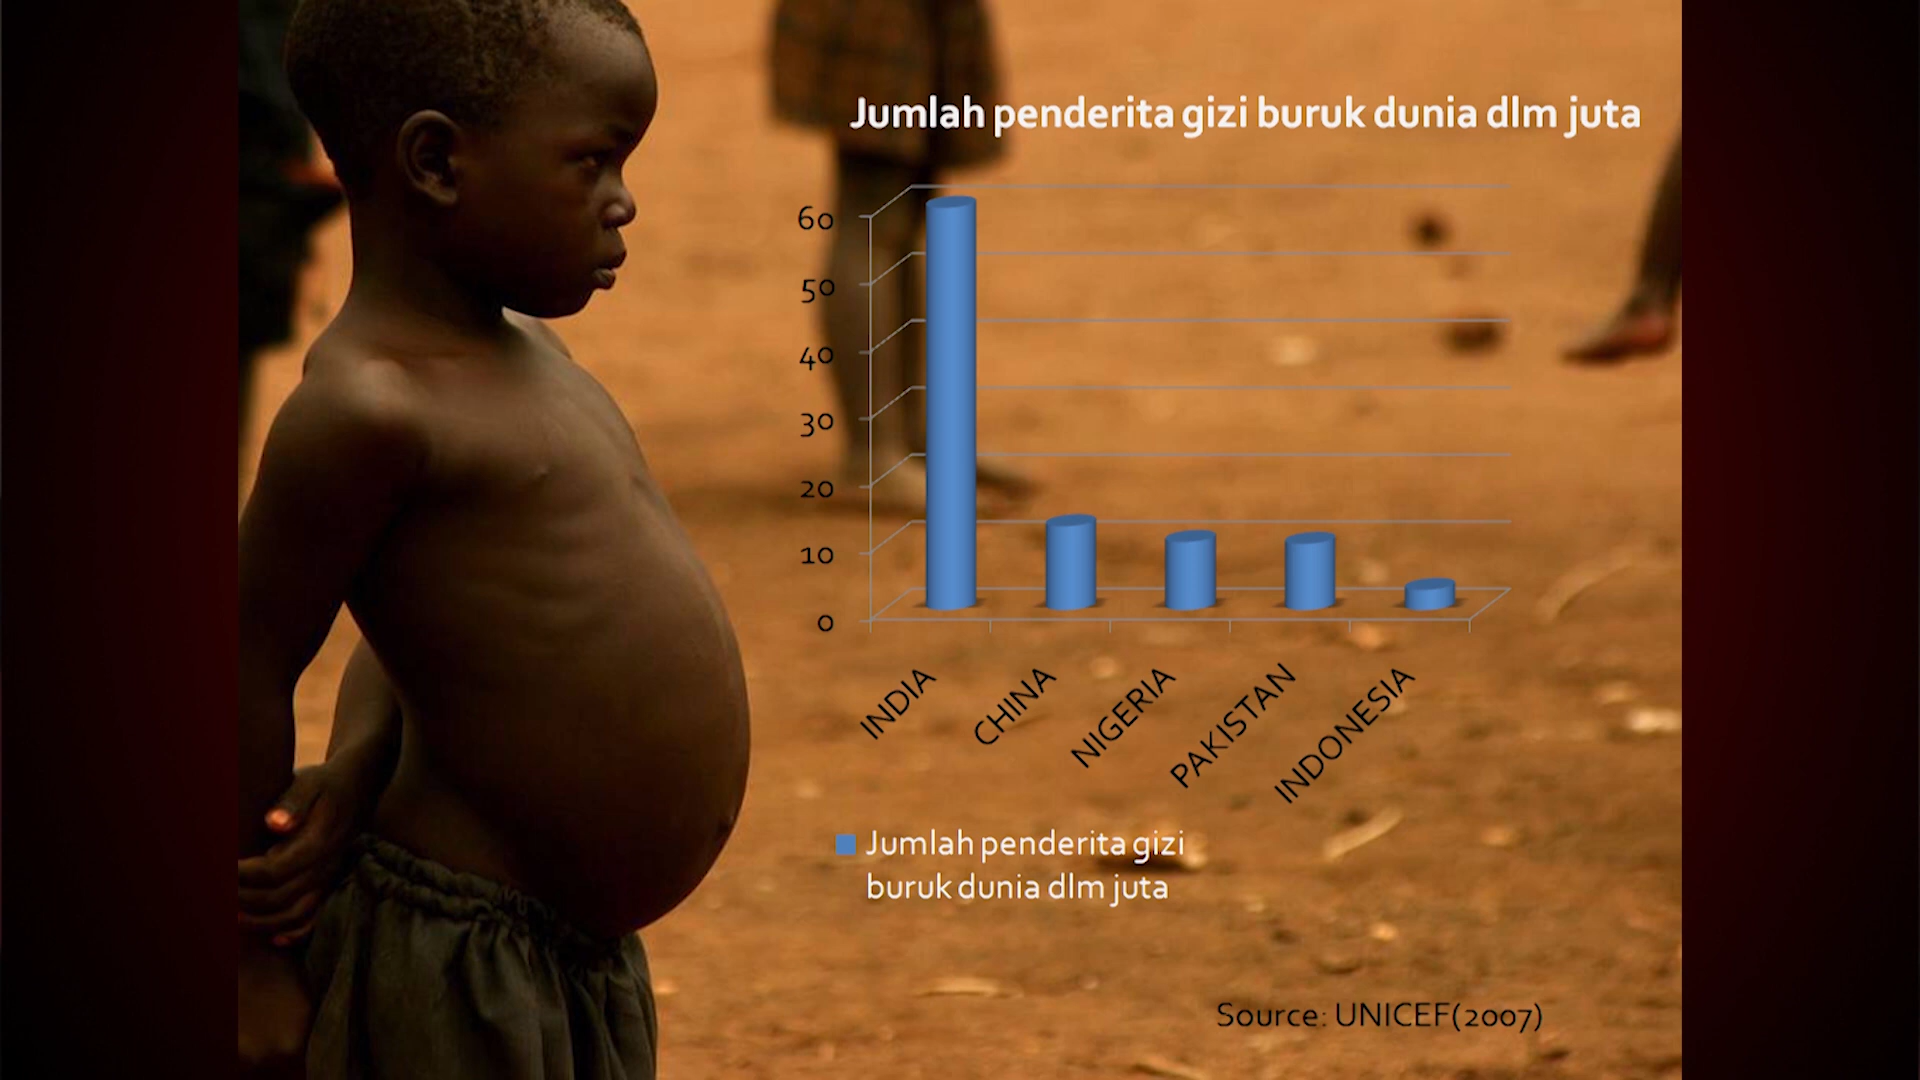 Jumlah penderita gizi buruk dunia dlm juta
60
50
40
30
20
10
0
INDIA
CHINA
NIGERIA
PAKISTAN
INDONESIA
Jumlah penderita gizi
buruk dunia dlm juta
Source: UNICEF(2007)